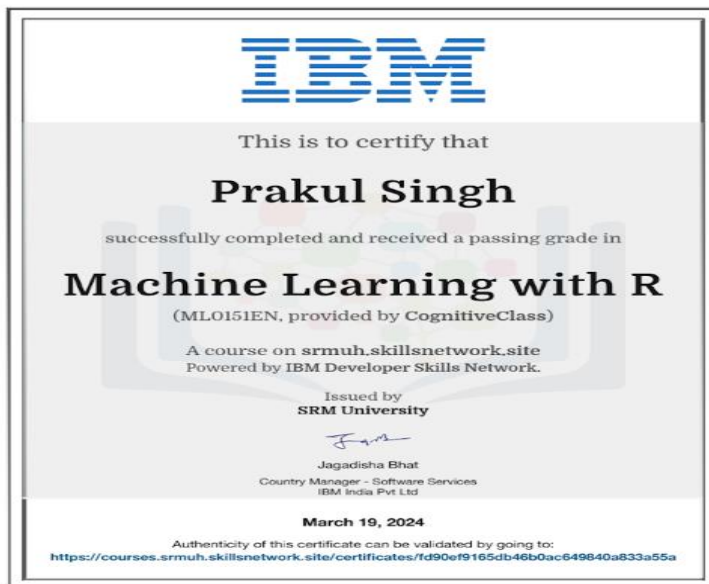 IBM
This is to certify that
Prakul Singh
successfully completed and received a passing grade in
Machine Learning with R
(ML0151EN, provided by CognitiveClass)
A course on srmuh.skillsnetwork.site
Powered by IBM Developer Skills Network.
Issued by
SRM University
Jagadisha Bhat
Country Manager - Software Services
IBM India Pvt Ltd
March 19, 2024
Authenticity of this certificate can be validated by going to:
https://courses.srmuh.skillsnetwork.site/certificates/fd90ef9165db46b0ac649840a833a55a